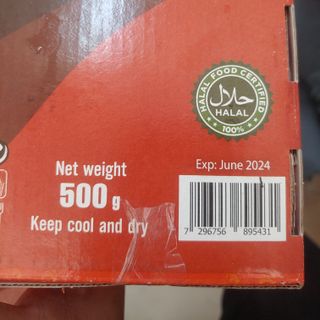 HALAL FOOD CERTIFIED
حلال
HALAL
100%
Net weight
500 g
Keep cool and dry
Exp: June 2024
7 296756 895431